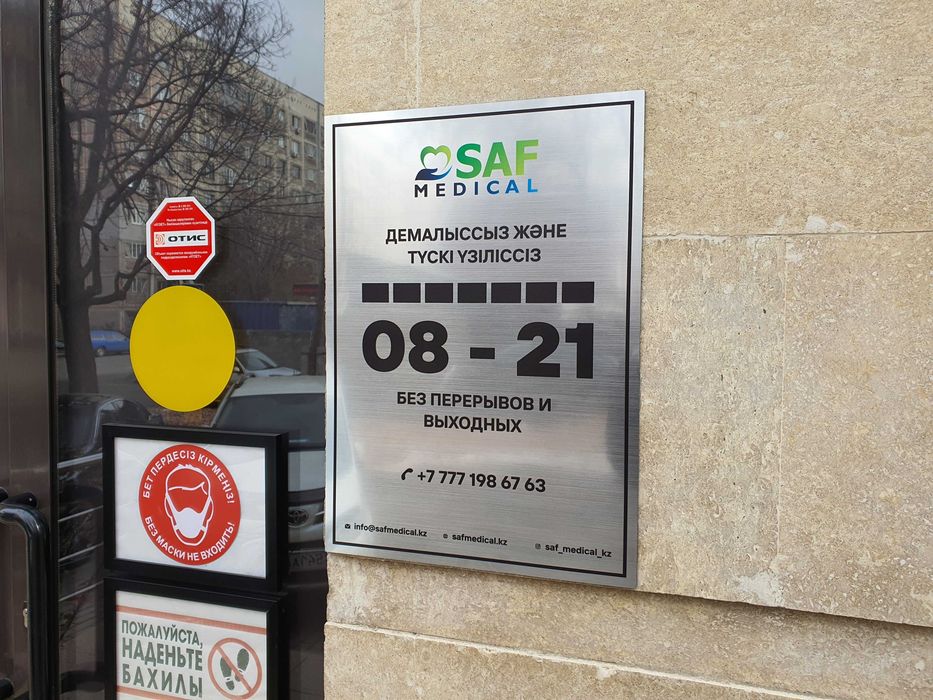 SAF
MEDICAL
ДЕМАЛЫССЫЗ ЖӘНЕ
ТҮСКІ ҮЗІЛІССІЗ
08 - 21
БЕЗ ПЕРЕРЫВОВ И
ВЫХОДНЫХ
+7 777 198 67 63
info@safmedical.kz
safmedical.kz
saf_medical_kz
ОТИС
БЕТ ПЕРДЕСІЗ КІРМЕҢІЗ!
БЕЗ МАСКИ НЕ ВХОДИТЬ!
ПОЖАЛУЙСТА,
НАДЕНЬТЕ
БАХИЛЫ